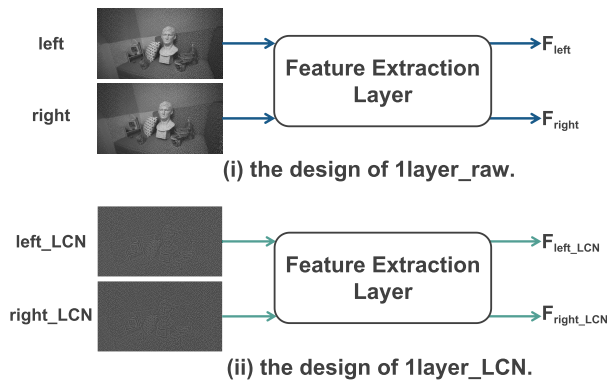 left
F_left
Feature Extraction
Layer
right
F_right
(i) the design of 1layer_raw.
left_LCN
F_left_LCN
Feature Extraction
Layer
right_LCN
F_right_LCN
(ii) the design of 1layer_LCN.